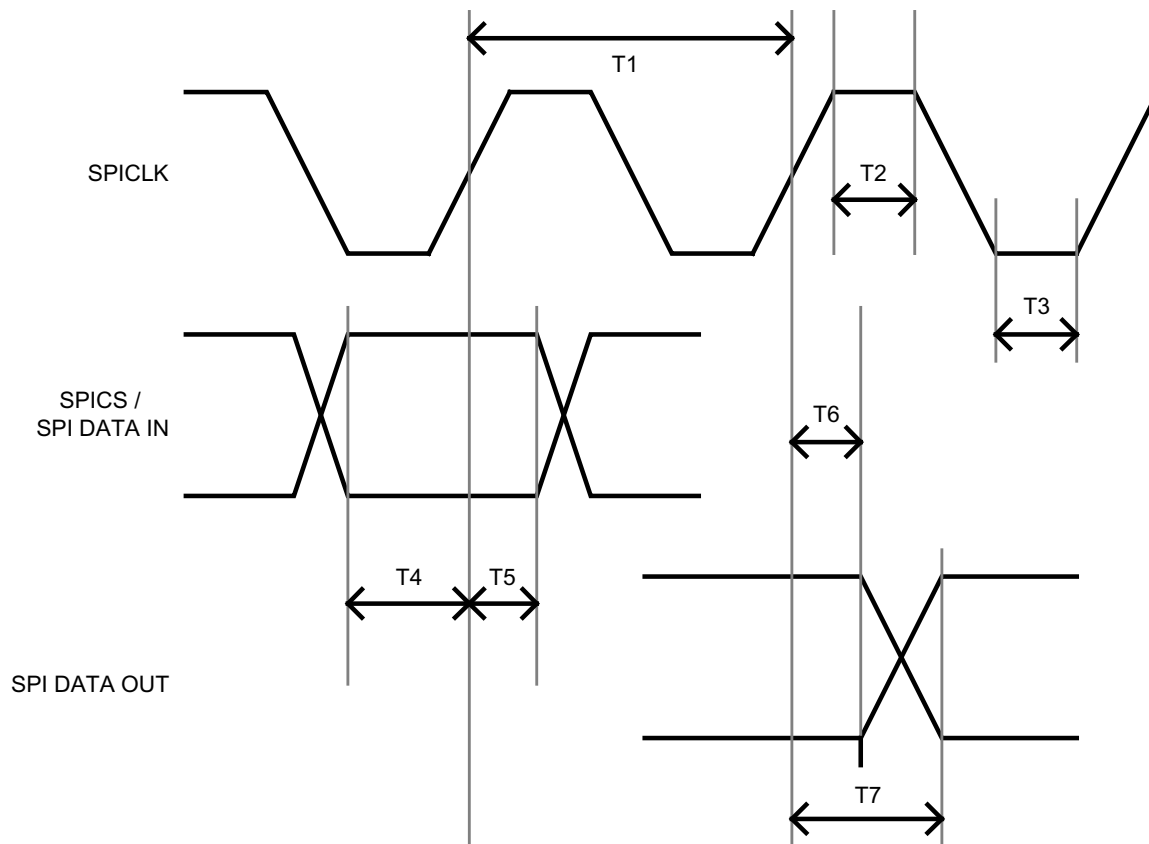 T1
SPICLK
T2
T3
SPICS /
SPI DATA IN
T6
T4
T5
SPI DATA OUT
T7